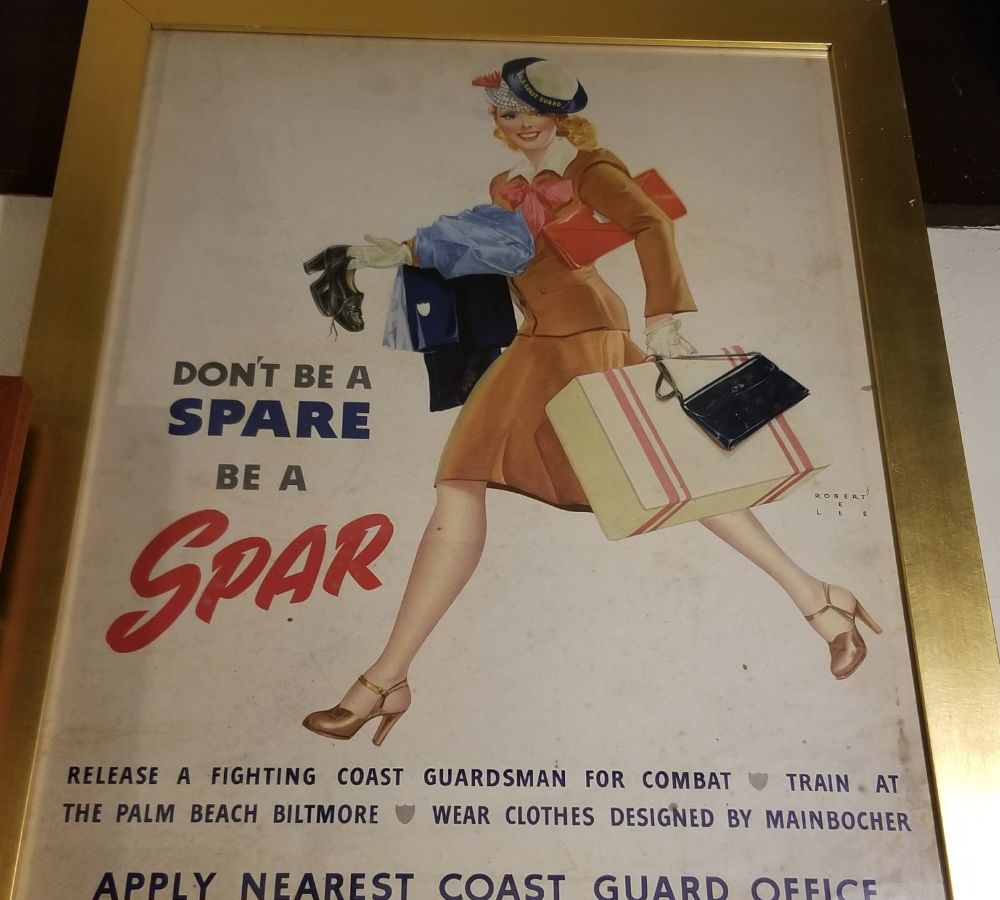 U.S. COAST GUARD
DON'T BE A
SPARE
BE A
SPAR
ROBERT
E
LEE
RELEASE A FIGHTING COAST GUARDSMAN FOR COMBAT TRAIN AT
THE PALM BEACH BILTMORE WEAR CLOTHES DESIGNED BY MAINBOCHER
APPLY NEAREST COAST GUARD OFFICE